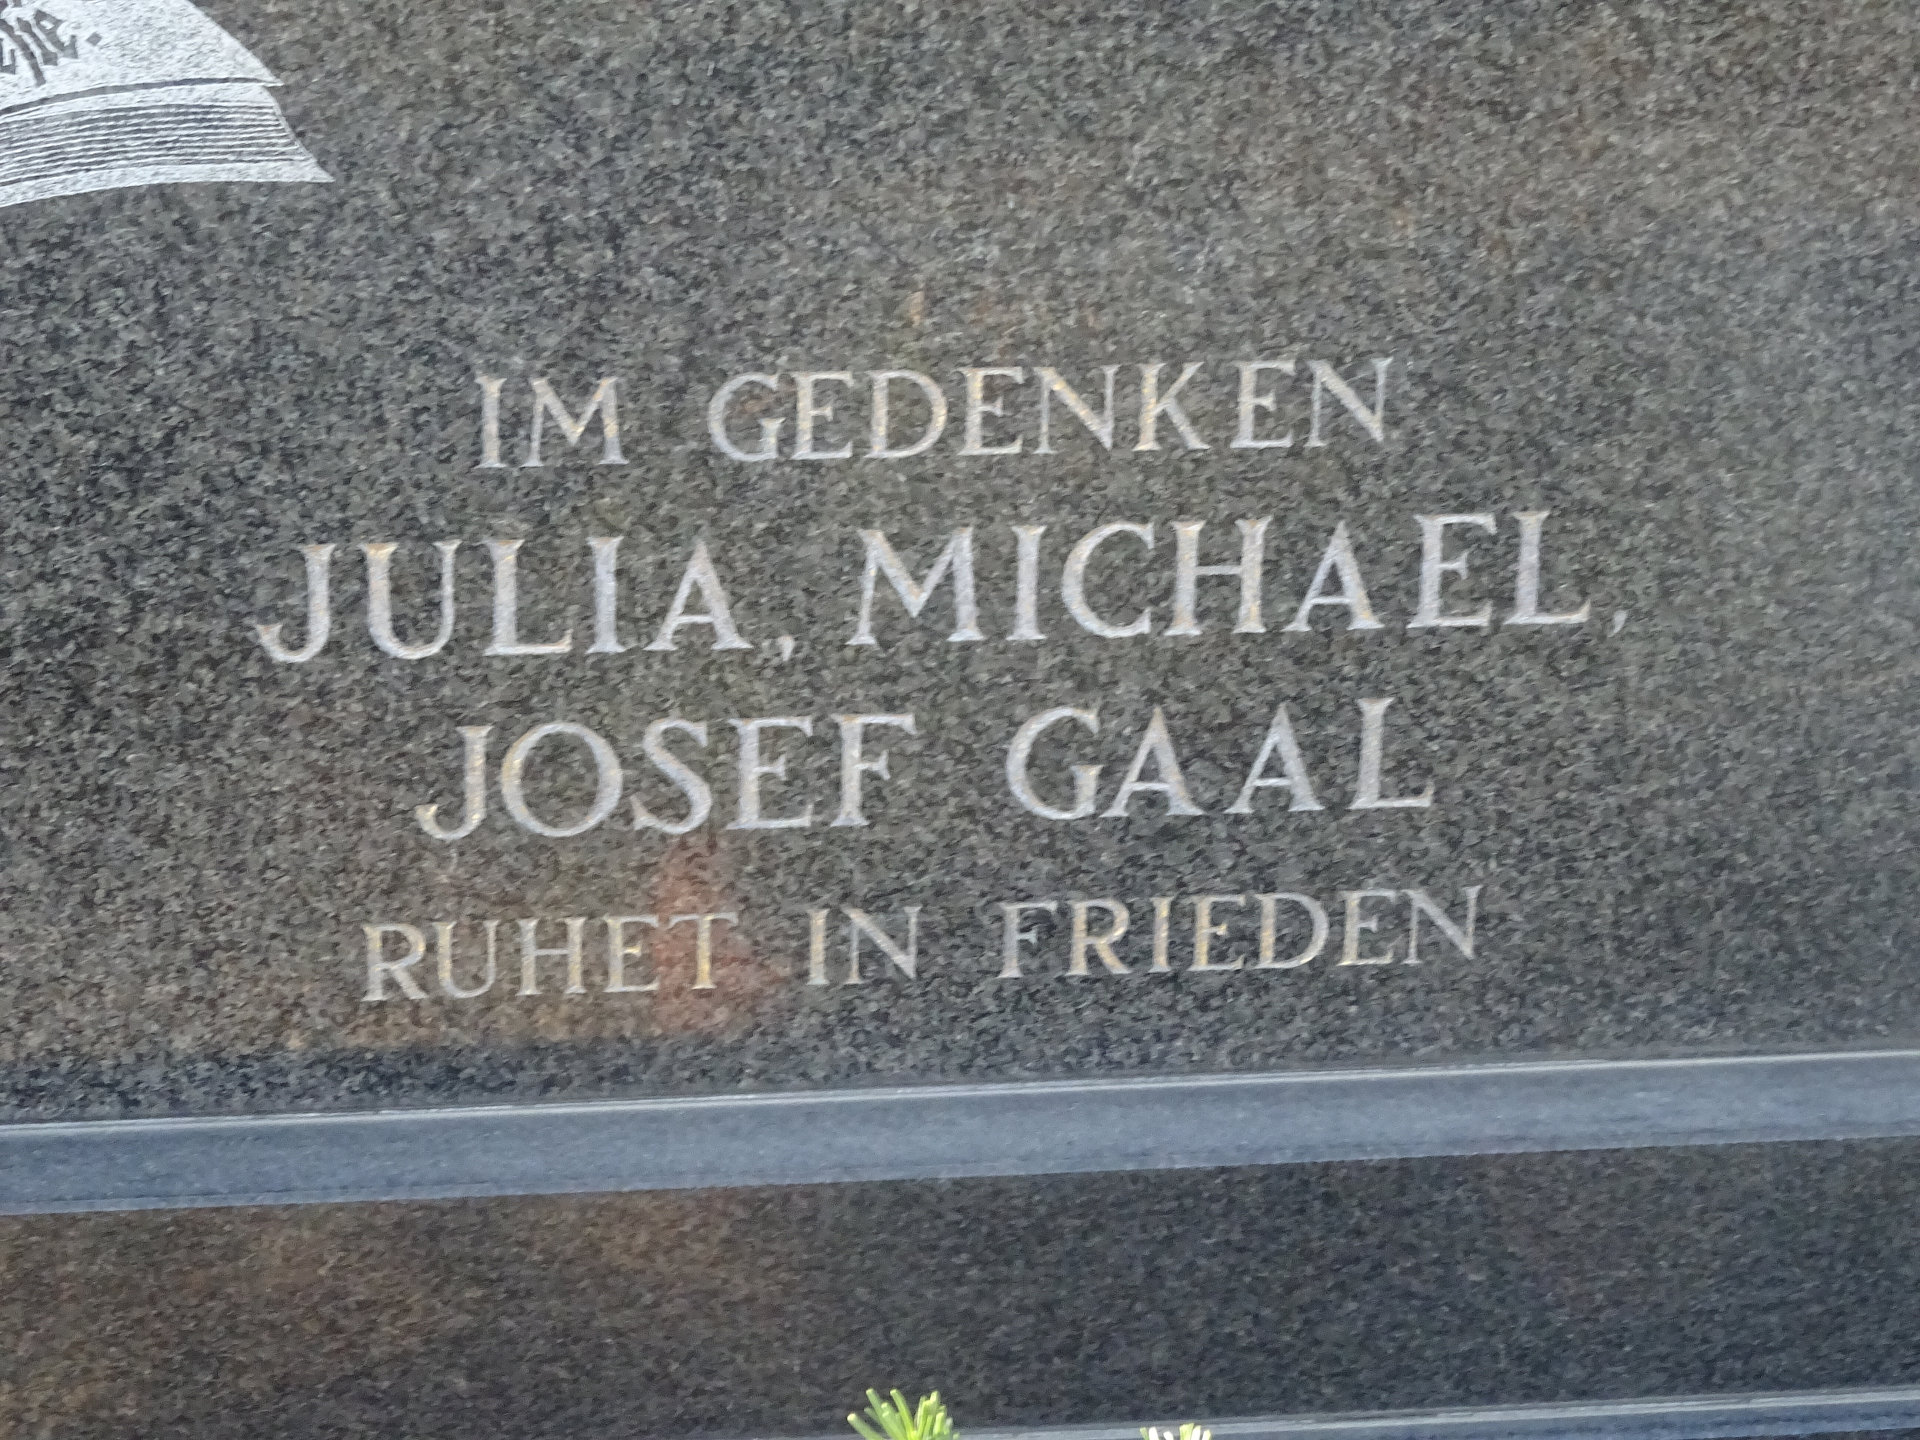 IM GEDENKEN
JULIA, MICHAEL,
JOSEF GAAL
RUHET IN FRIEDEN